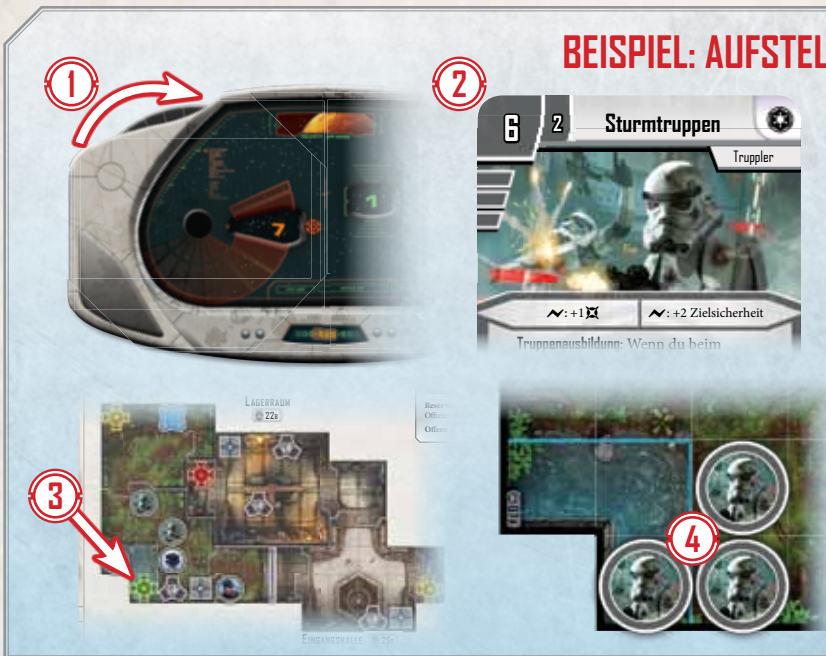 BEISPIEL: AUFSTEL
1
2
7
1
6 2 Sturmtruppen
Truppler
: +1
: +2 Zielsicherheit
Truppenausbildung: Wenn du beim
3
LAGERRAUM
22B
EINGANGSHALLE
4